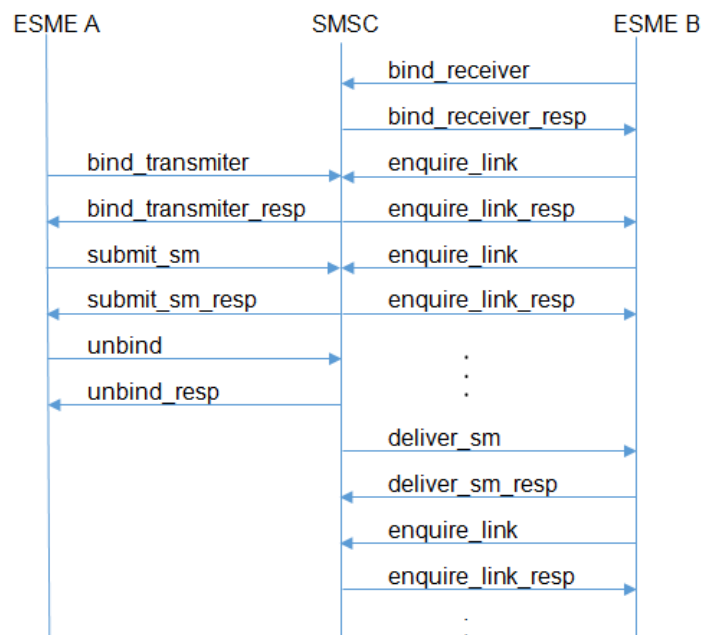 ESME A SMSC ESME B
bind_receiver
bind_receiver_resp
bind_transmiter enquire_link
bind_transmiter_resp enquire_link_resp
submit_sm enquire_link
submit_sm_resp enquire_link_resp
unbind
unbind_resp
deliver_sm
deliver_sm_resp
enquire_link
enquire_link_resp